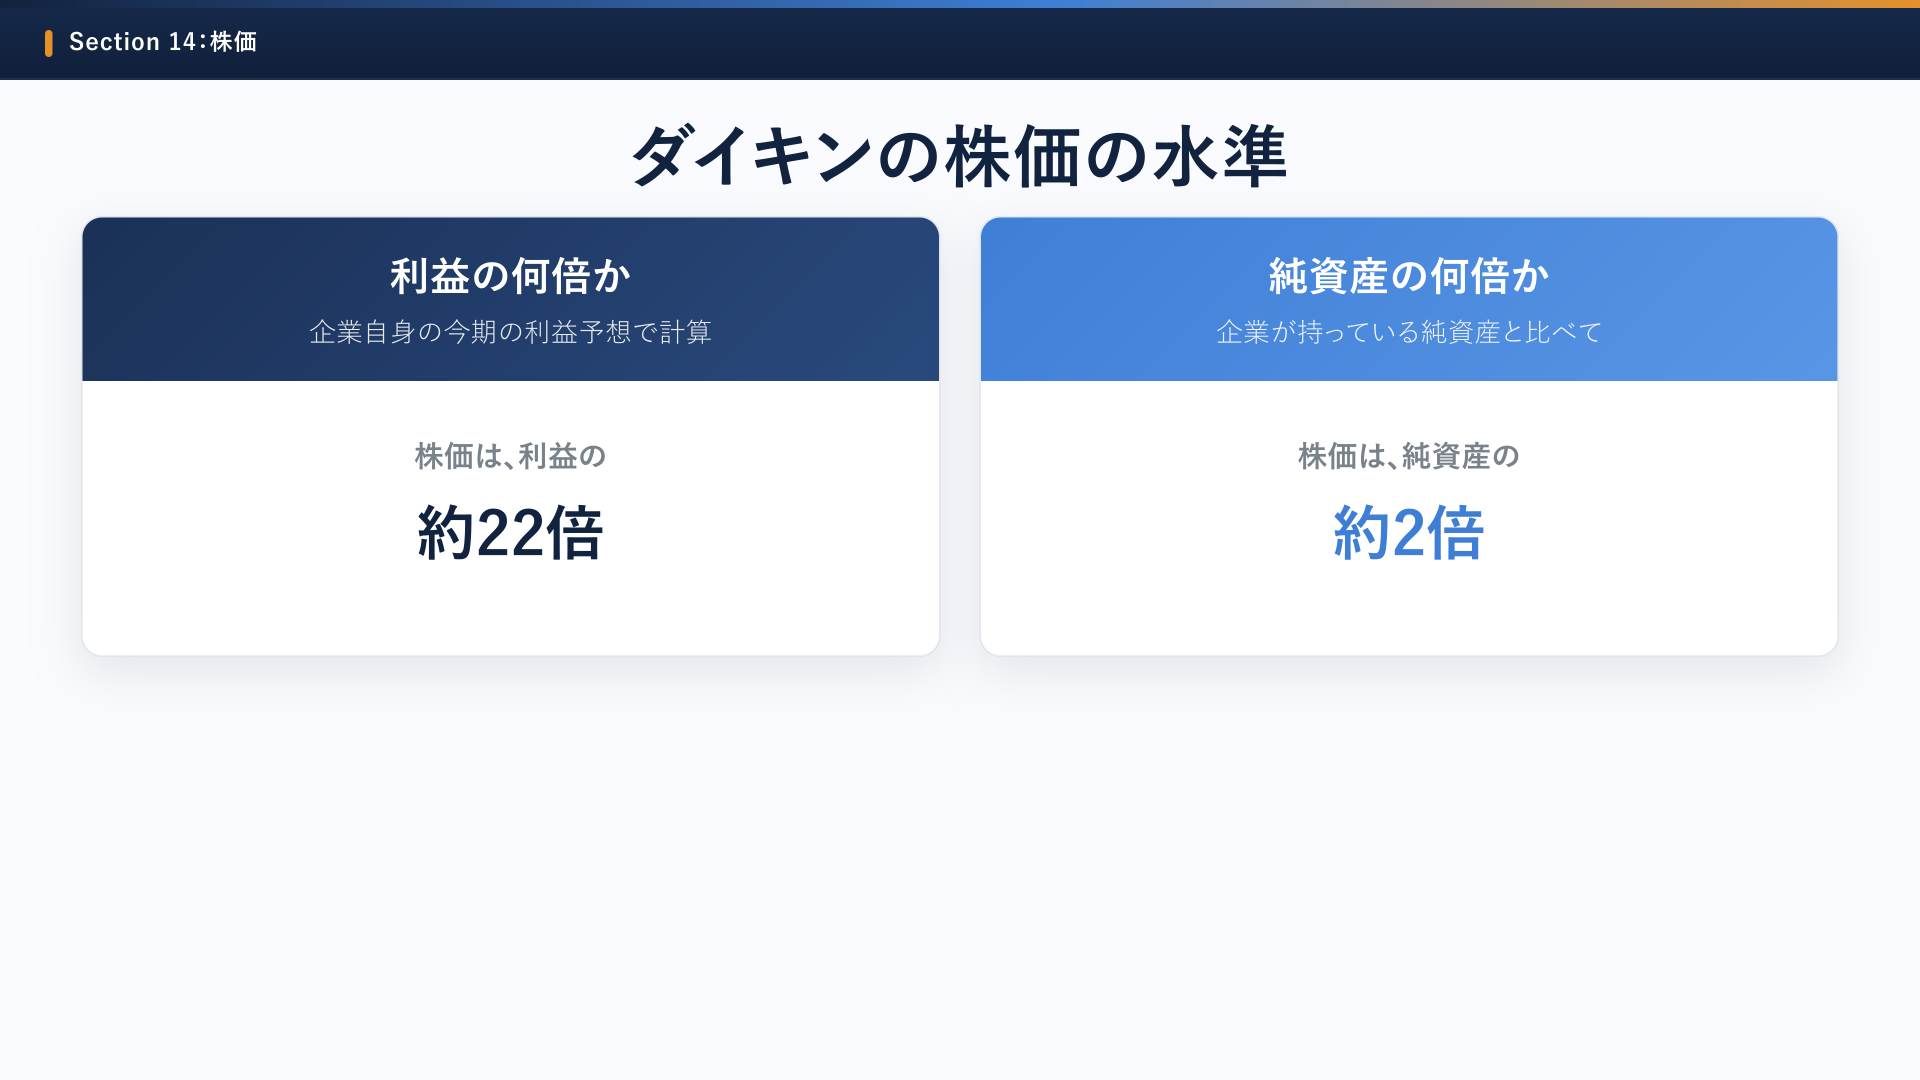 Section 14：株価
ダイキンの株価の水準
利益の何倍か
企業自身の今期の利益予想で計算
株価は、利益の
約22倍
純資産の何倍か
企業が持っている純資産と比べて
株価は、純資産の
約2倍